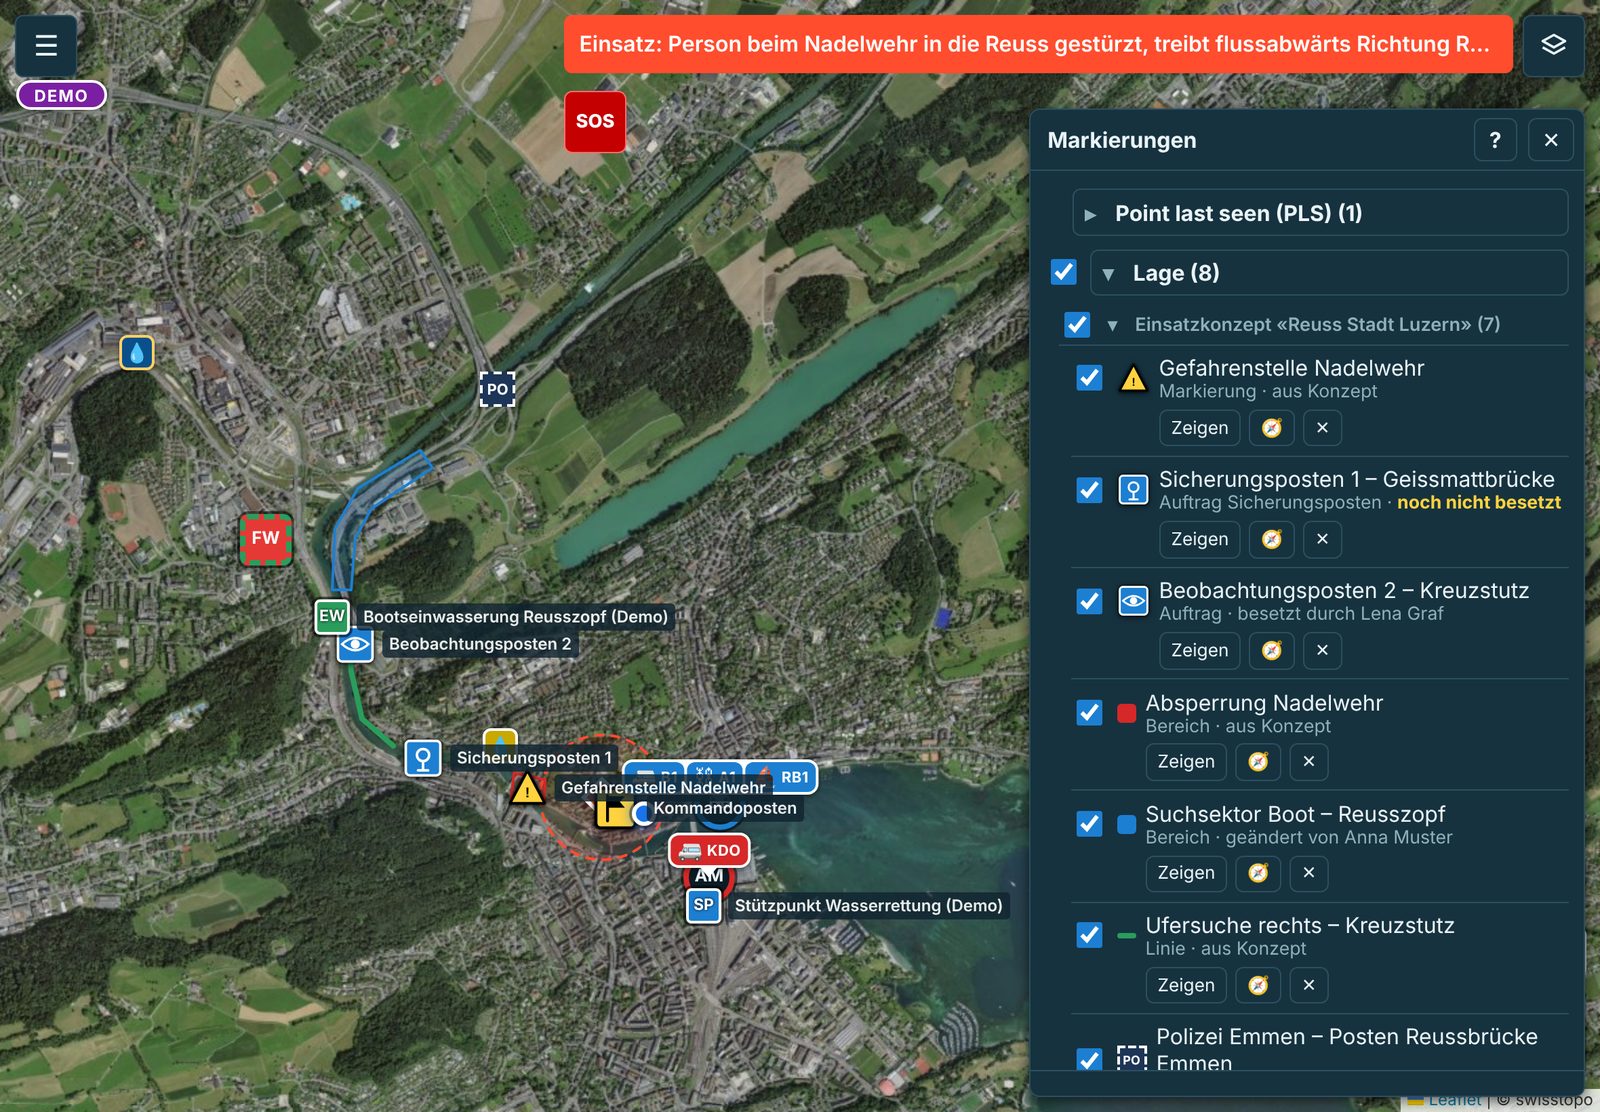 ☰
Einsatz: Person beim Nadelwehr in die Reuss gestürzt, treibt flussabwärts Richtung R...
DEMO
SOS
Markierungen
?
✕
▸ Point last seen (PLS) (1)
▾ Lage (8)
▾ Einsatzkonzept «Reuss Stadt Luzern» (7)
Gefahrenstelle Nadelwehr
Markierung · aus Konzept
Zeigen
✕
Sicherungsposten 1 – Geissmattbrücke
Auftrag Sicherungsposten · noch nicht besetzt
Zeigen
✕
Beobachtungsposten 2 – Kreuzstutz
Auftrag · besetzt durch Lena Graf
Zeigen
✕
Absperrung Nadelwehr
Bereich · aus Konzept
Zeigen
✕
Suchsektor Boot – Reusszopf
Bereich · geändert von Anna Muster
Zeigen
✕
Ufersuche rechts – Kreuzstutz
Linie · aus Konzept
Zeigen
✕
PO
Polizei Emmen – Posten Reussbrücke
Emmen
PO
FW
EW
Bootseinwasserung Reusszopf (Demo)
Beobachtungsposten 2
Sicherungsposten 1
Gefahrenstelle Nadelwehr
RB1
Kommandoposten
KDO
AM
SP
Stützpunkt Wasserrettung (Demo)
Leaflet | © swisstopo